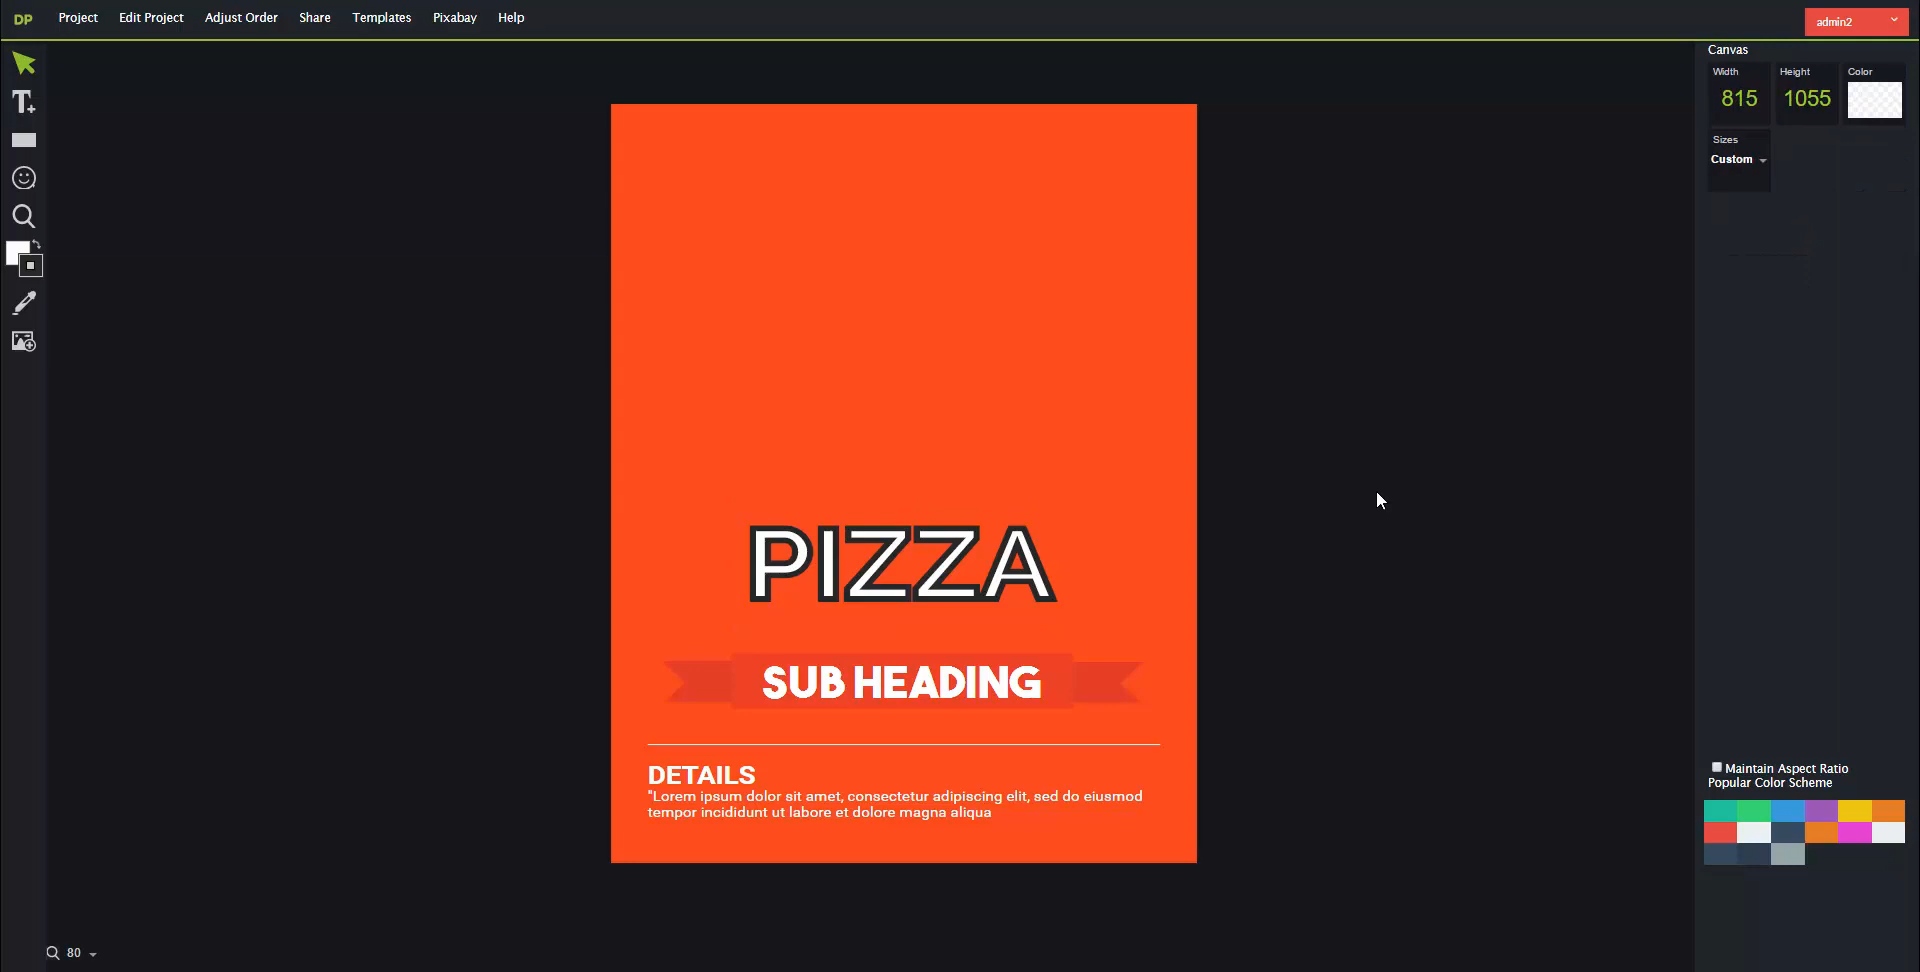 DP Project Edit Project Adjust Order Share Templates Pixabay Help admin2
Canvas
Width Height Color
815 1055
Sizes
Custom
PIZZA
SUB HEADING
DETAILS
"Lorem ipsum dolor sit amet, consectetur adipiscing elit, sed do eiusmod
tempor incididunt ut labore et dolore magna aliqua
Maintain Aspect Ratio
Popular Color Scheme
80